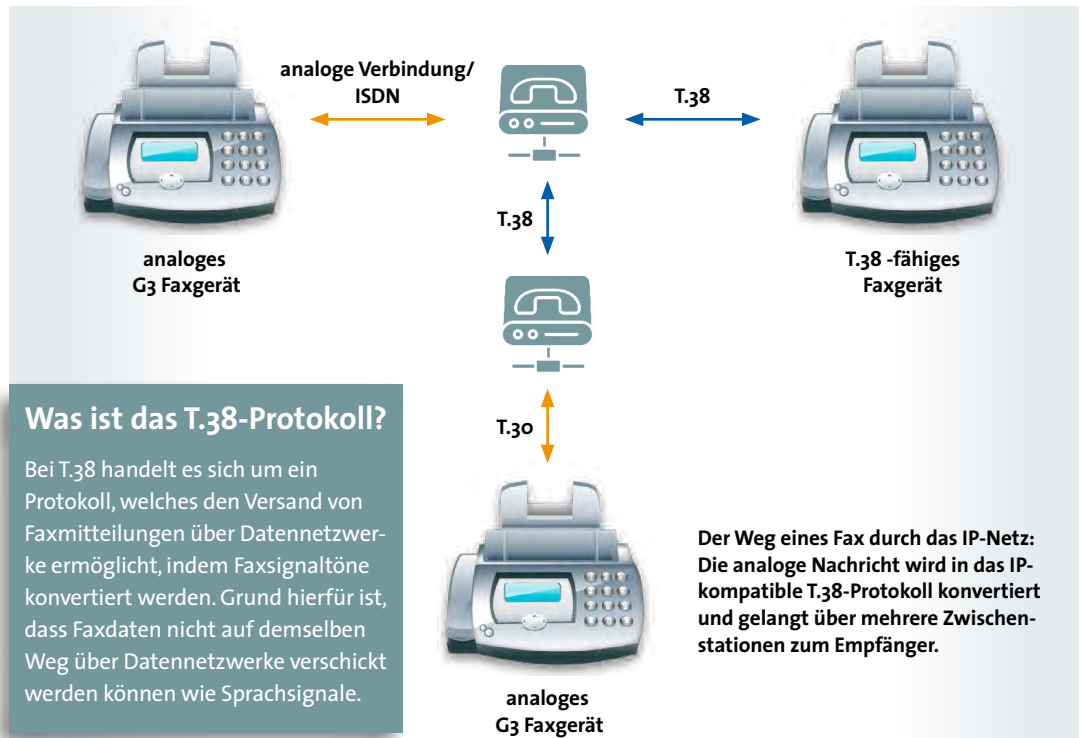 analoge Verbindung/
ISDN
T.38
T.38
analoges
G3 Faxgerät
T.38 -fähiges
Faxgerät
Was ist das T.38-Protokoll?
Bei T.38 handelt es sich um ein
Protokoll, welches den Versand von
Faxmitteilungen über Datennetzwer-
ke ermöglicht, indem Faxsignaltöne
konvertiert werden. Grund hierfür ist,
dass Faxdaten nicht auf demselben
Weg über Datennetzwerke verschickt
werden können wie Sprachsignale.
T.30
Der Weg eines Fax durch das IP-Netz:
Die analoge Nachricht wird in das IP-
kompatible T.38-Protokoll konvertiert
und gelangt über mehrere Zwischen-
stationen zum Empfänger.
analoges
G3 Faxgerät